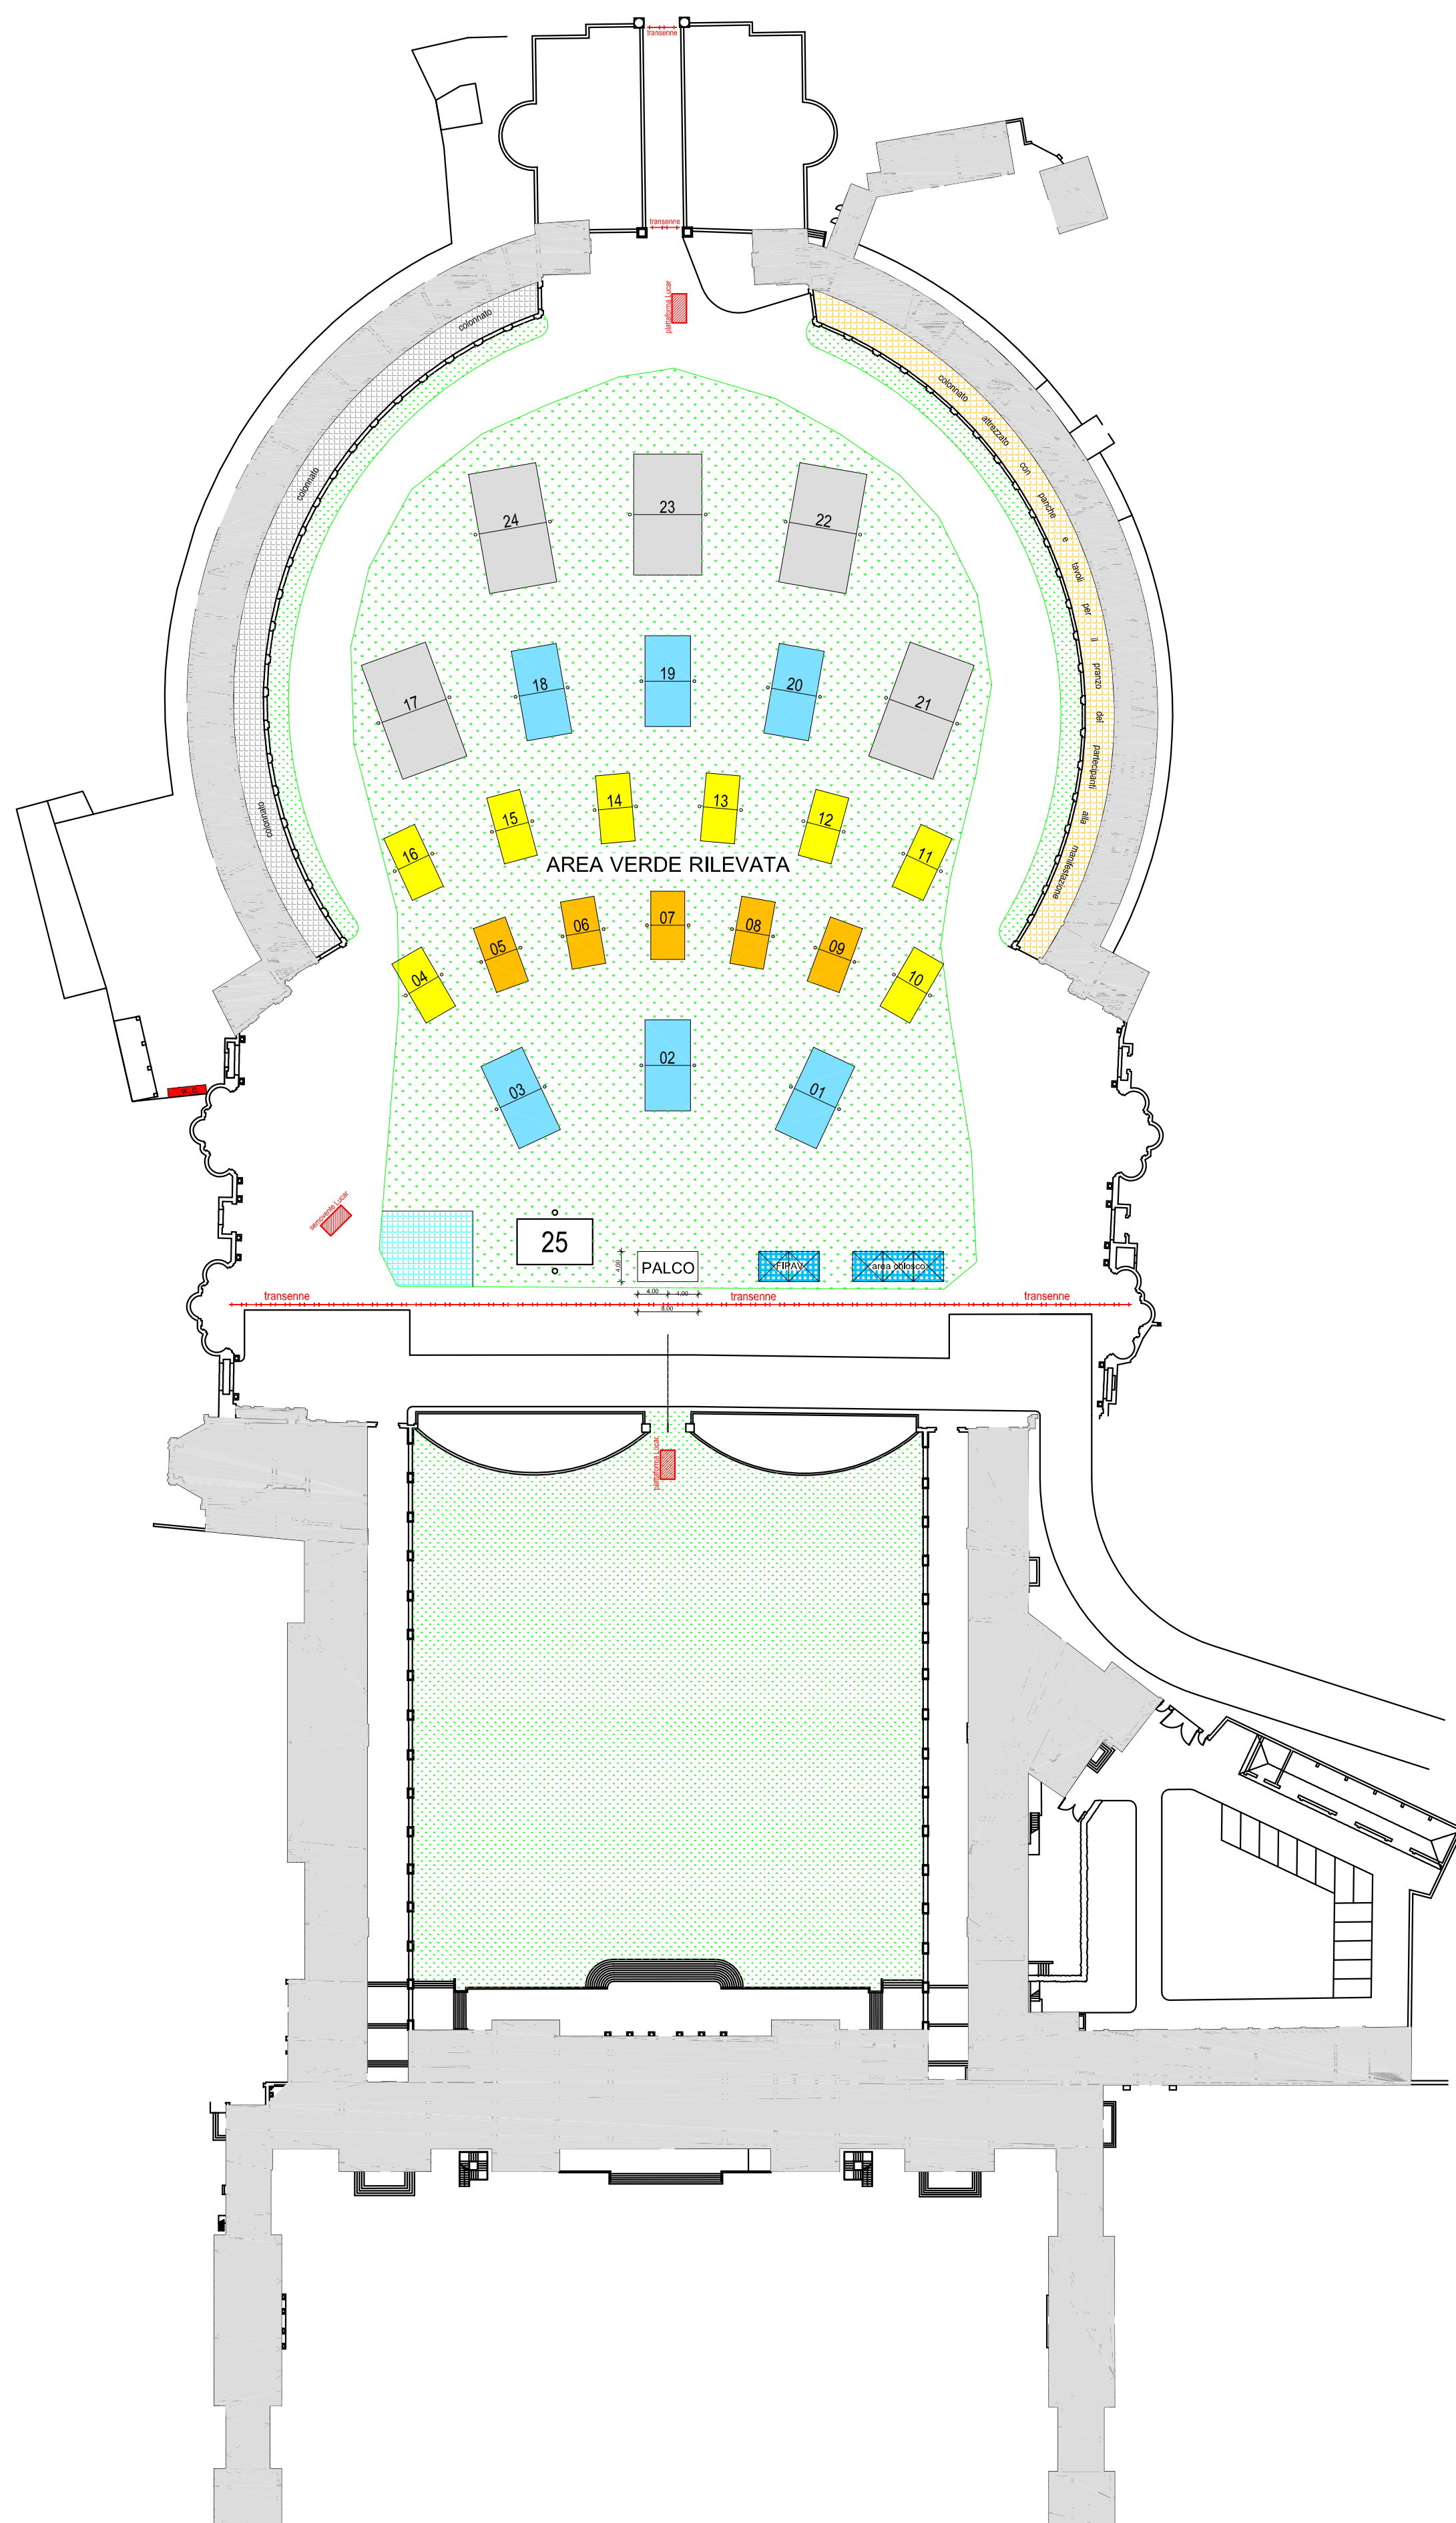 transenne
transenne
piattaforma Lucar
colonnato
colonnato
colonnato
colonnato attrezzato con panche e tavoli per il pranzo dei partecipanti alla manifestazione
24
23
22
17
18
19
20
21
16
15
14
13
12
11
AREA VERDE RILEVATA
04
05
06
07
08
09
10
03
02
01
W.C.
semovente Lucar
25
4,00
PALCO
FIPAV
area chiosco
4,00
4,00
8,00
transenne
transenne
transenne
piattaforma Lucar